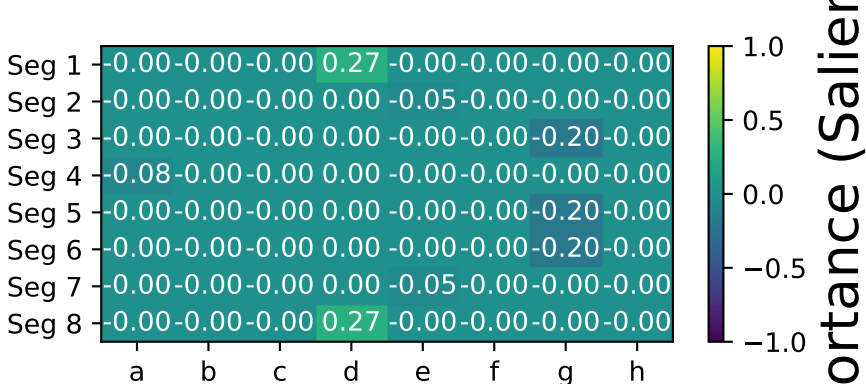 Seg 1 -0.00 -0.00 -0.00 0.27 -0.00 -0.00 -0.00 -0.00
Seg 2 -0.00 -0.00 -0.00 0.00 -0.05 -0.00 -0.00 -0.00
Seg 3 -0.00 -0.00 -0.00 0.00 -0.00 -0.00 -0.20 -0.00
Seg 4 -0.08 -0.00 -0.00 0.00 -0.00 -0.00 -0.00 -0.00
Seg 5 -0.00 -0.00 -0.00 0.00 -0.00 -0.00 -0.20 -0.00
Seg 6 -0.00 -0.00 -0.00 0.00 -0.00 -0.00 -0.20 -0.00
Seg 7 -0.00 -0.00 -0.00 0.00 -0.05 -0.00 -0.00 -0.00
Seg 8 -0.00 -0.00 -0.00 0.27 -0.00 -0.00 -0.00 -0.00
a b c d e f g h
1.0
0.5
0.0
−0.5
−1.0
ortance (Salien